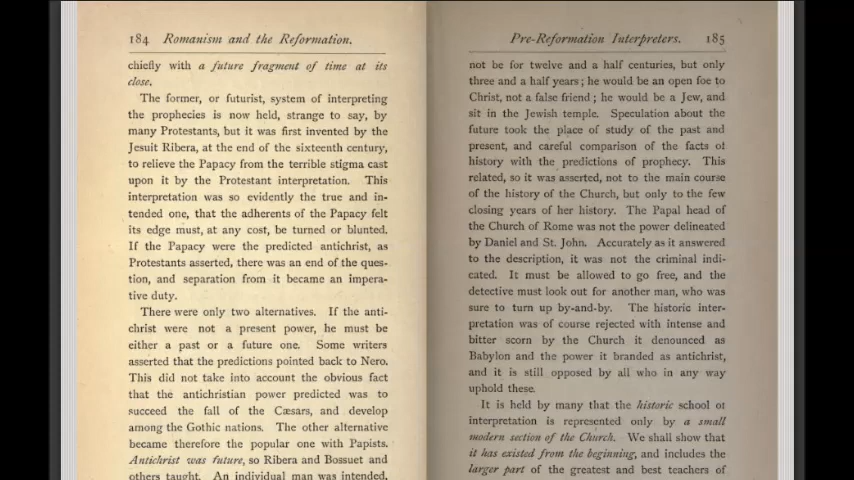 184 Romanism and the Reformation.
chiefly with a future fragment of time at its
close.
The former, or futurist, system of interpreting
the prophecies is now held, strange to say, by
many Protestants, but it was first invented by the
Jesuit Ribera, at the end of the sixteenth century,
to relieve the Papacy from the terrible stigma cast
upon it by the Protestant interpretation. This
interpretation was so evidently the true and in-
tended one, that the adherents of the Papacy felt
its edge must, at any cost, be turned or blunted.
If the Papacy were the predicted antichrist, as
Protestants asserted, there was an end of the ques-
tion, and separation from it became an impera-
tive duty.
There were only two alternatives. If the anti-
christ were not a present power, he must be
either a past or a future one. Some writers
asserted that the predictions pointed back to Nero.
This did not take into account the obvious fact
that the antichristian power predicted was to
succeed the fall of the Cæsars, and develop
among the Gothic nations. The other alternative
became therefore the popular one with Papists.
Antichrist was future, so Ribera and Bossuet and
others taught. An individual man was intended,
Pre-Reformation Interpreters. 185
not be for twelve and a half centuries, but only
three and a half years; he would be an open foe to
Christ, not a false friend; he would be a Jew, and
sit in the Jewish temple. Speculation about the
future took the place of study of the past and
present, and careful comparison of the facts of
history with the predictions of prophecy. This
related, so it was asserted, not to the main course
of the history of the Church, but only to the few
closing years of her history. The Papal head of
the Church of Rome was not the power delineated
by Daniel and St. John. Accurately as it answered
to the description, it was not the criminal indi-
cated. It must be allowed to go free, and the
detective must look out for another man, who was
sure to turn up by-and-by. The historic inter-
pretation was of course rejected with intense and
bitter scorn by the Church it denounced as
Babylon and the power it branded as antichrist,
and it is still opposed by all who in any way
uphold these.
It is held by many that the historic school of
interpretation is represented only by a small
modern section of the Church. We shall show that
it has existed from the beginning, and includes the
larger part of the greatest and best teachers of